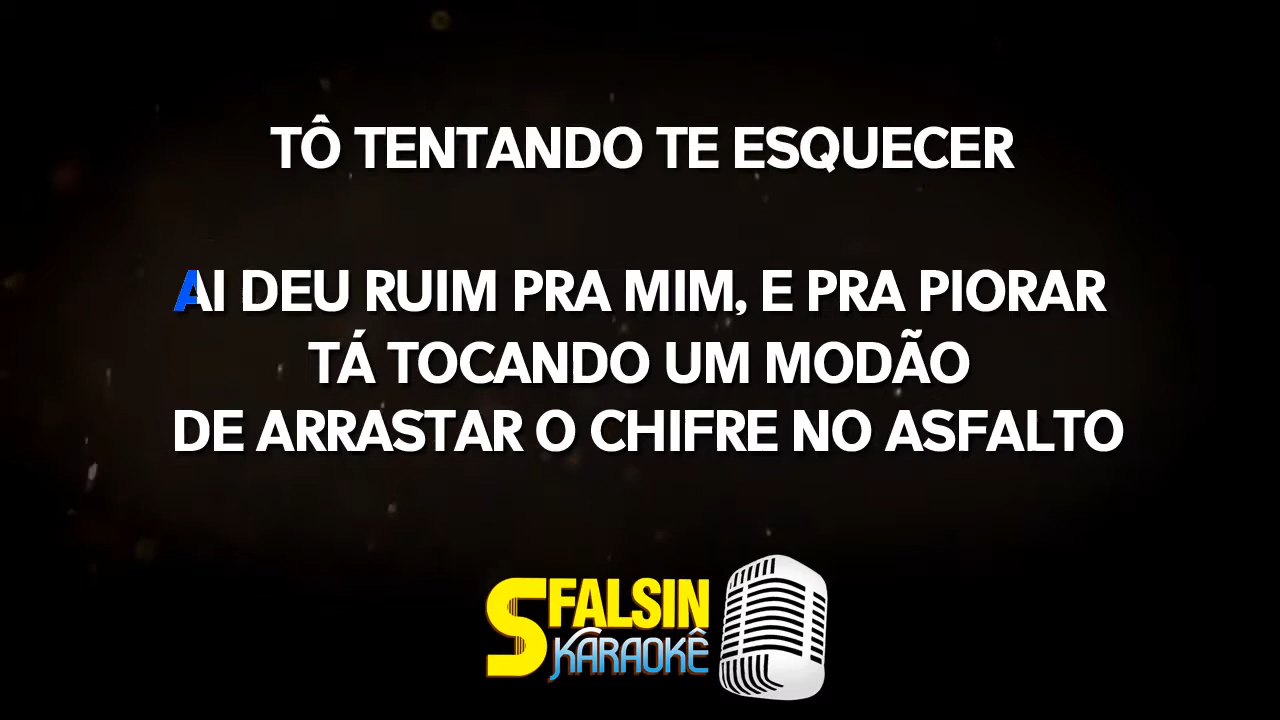 TÔ TENTANDO TE ESQUECER
AI DEU RUIM PRA MIM, E PRA PIORAR
TÁ TOCANDO UM MODÃO
DE ARRASTAR O CHIFRE NO ASFALTO
SFALSIN
KARAOKÊ